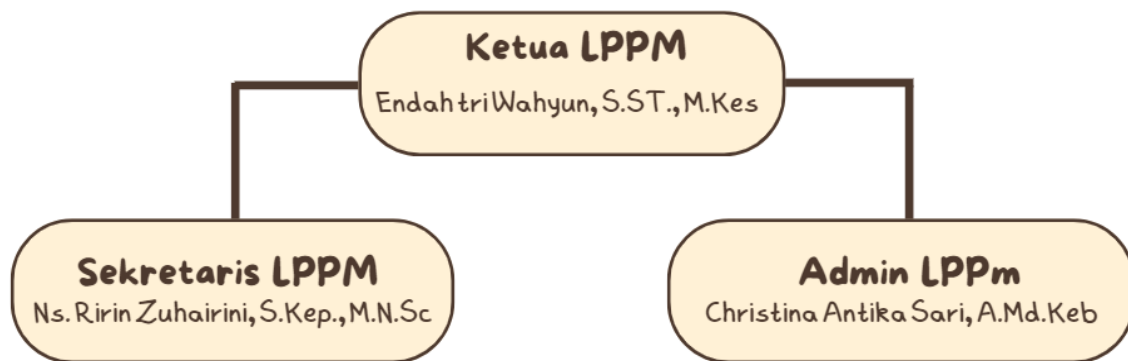 Ketua LPPM
Endah tri Wahyun, S.ST., M.Kes
Sekretaris LPPM
Ns. Ririn Zuhairini, S.Kep., M.N.Sc
Admin LPPm
Christina Antika Sari, A.Md.Keb